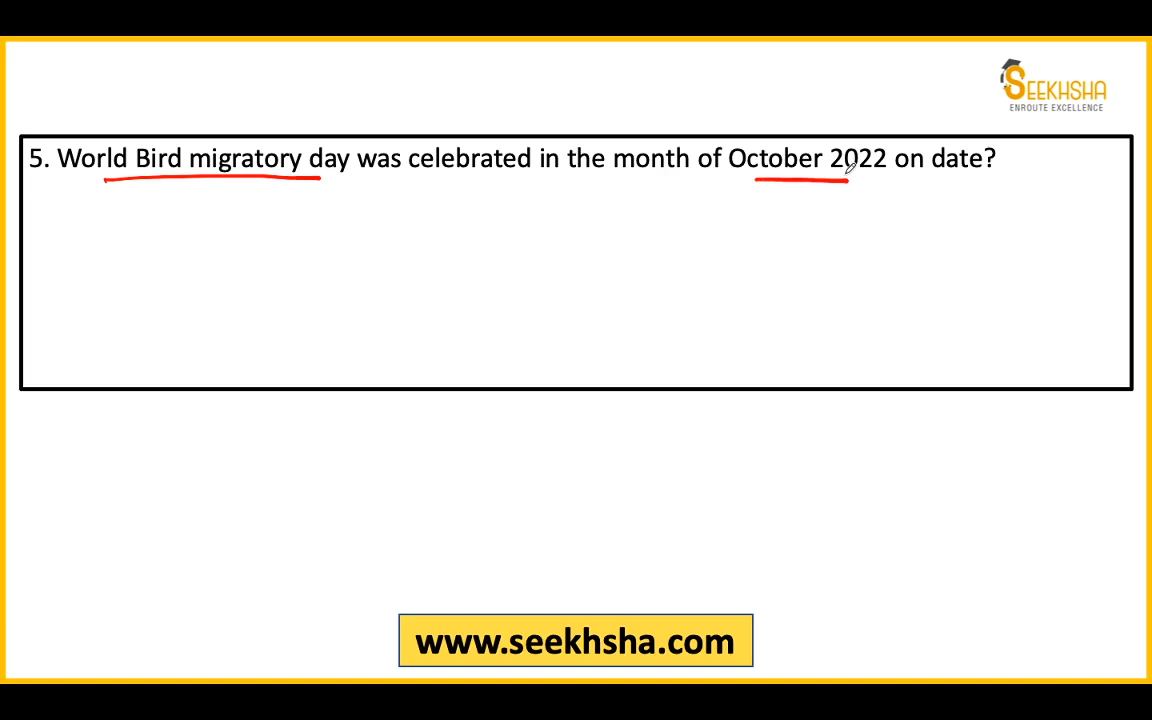 SEEKHSHA
ENROUTE EXCELLENCE
5. World Bird migratory day was celebrated in the month of October 2022 on date?
www.seekhsha.com